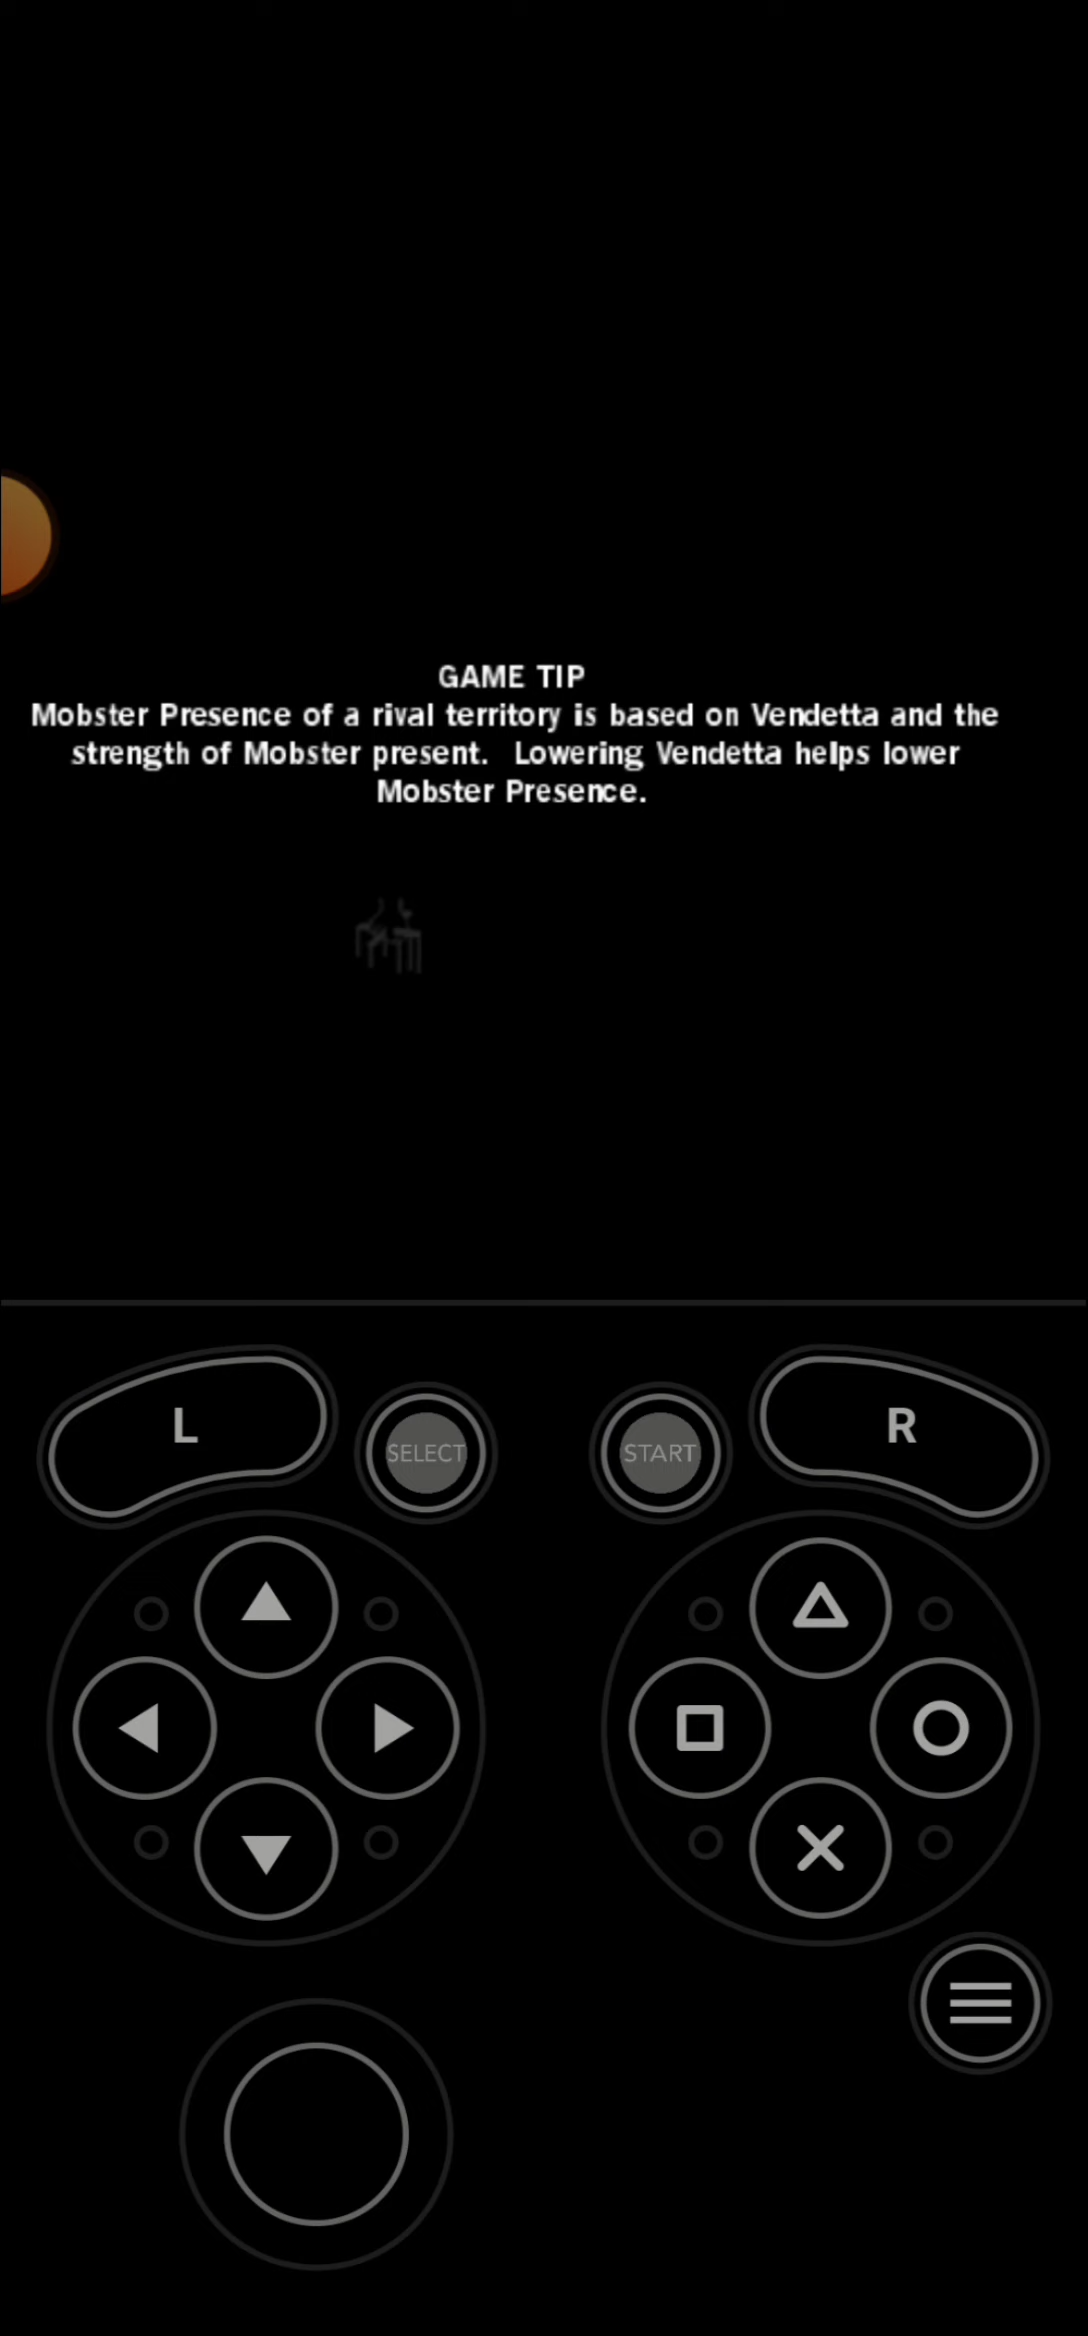 GAME TIP
Mobster Presence of a rival territory is based on Vendetta and the
strength of Mobster present.  Lowering Vendetta helps lower
Mobster Presence.
L
SELECT
START
R